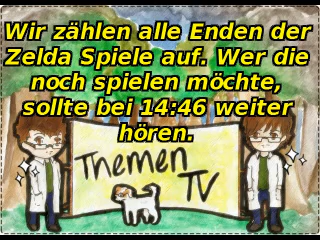 Wir zählen alle Enden der
Zelda Spiele auf. Wer die
noch spielen möchte,
sollte bei 14:46 weiter
hören.
Themen
TV